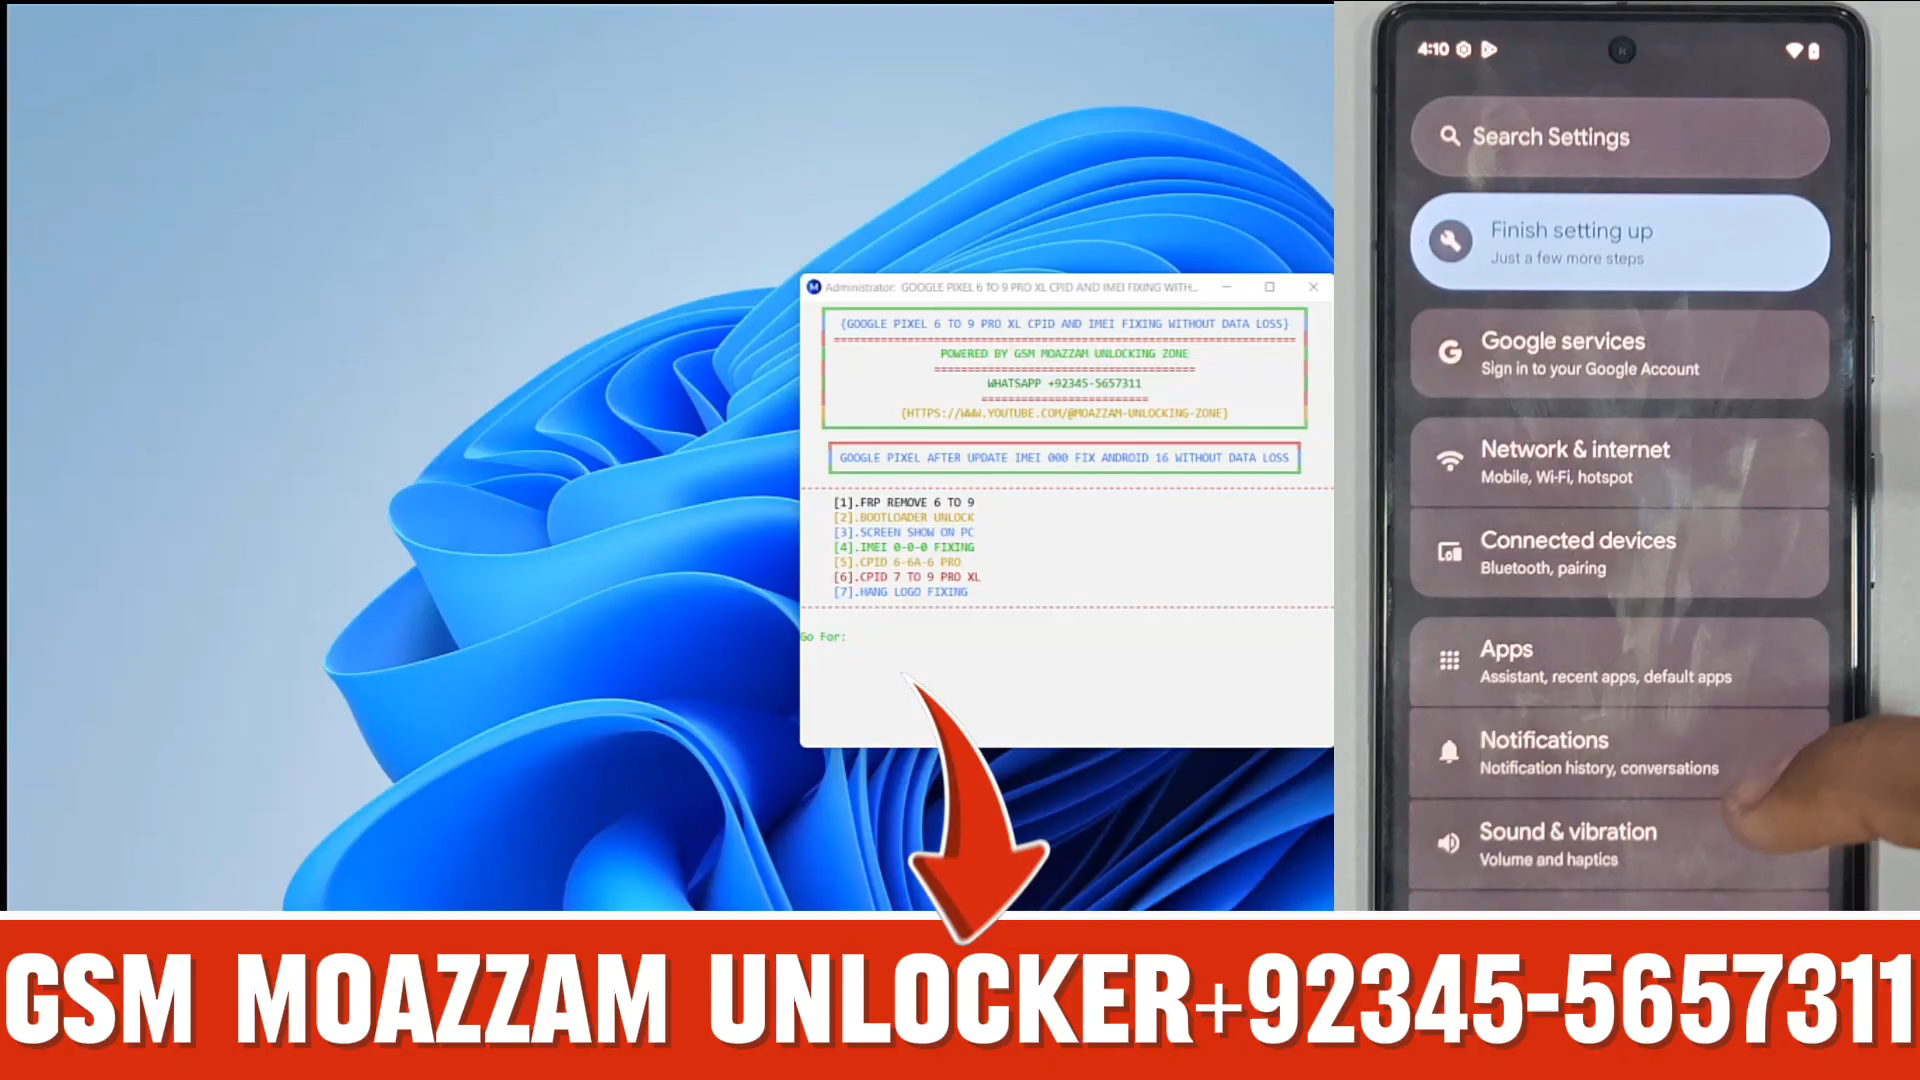 Administrator: GOOGLE PIXEL 6 TO 9 PRO XL CPID AND IMEI FIXING WITH...
{GOOGLE PIXEL 6 TO 9 PRO XL CPID AND IMEI FIXING WITHOUT DATA LOSS}
POWERED BY GSM MOAZZAM UNLOCKING ZONE
WHATSAPP +92345-5657311
{HTTPS://WWW.YOUTUBE.COM/@MOAZZAM-UNLOCKING-ZONE}
GOOGLE PIXEL AFTER UPDATE IMEI 000 FIX ANDROID 16 WITHOUT DATA LOSS
[1].FRP REMOVE 6 TO 9
[2].BOOTLOADER UNLOCK
[3].SCREEN SHOW ON PC
[4].IMEI 0-0-0 FIXING
[5].CPID 6-6A-6 PRO
[6].CPID 7 TO 9 PRO XL
[7].HANG LOGO FIXING
Go For:
4:10
Search Settings
Finish setting up
Just a few more steps
Google services
Sign in to your Google Account
Network & internet
Mobile, Wi-Fi, hotspot
Connected devices
Bluetooth, pairing
Apps
Assistant, recent apps, default apps
Notifications
Notification history, conversations
Sound & vibration
Volume and haptics
GSM MOAZZAM UNLOCKER+92345-5657311